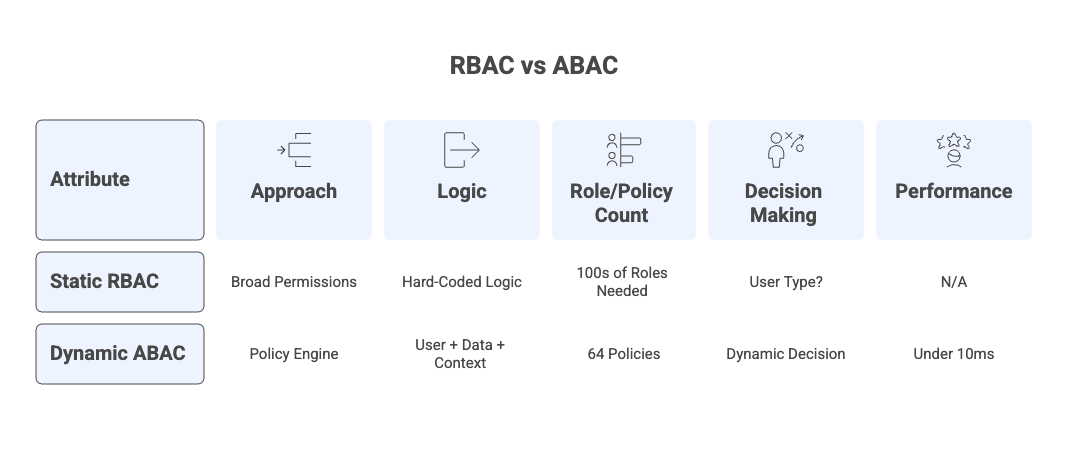 RBAC vs ABAC
Attribute
Approach
Logic
Role/Policy
Count
Decision
Making
Performance
Static RBAC
Broad Permissions
Hard-Coded Logic
100s of Roles
Needed
User Type?
N/A
Dynamic ABAC
Policy Engine
User + Data +
Context
64 Policies
Dynamic Decision
Under 10ms